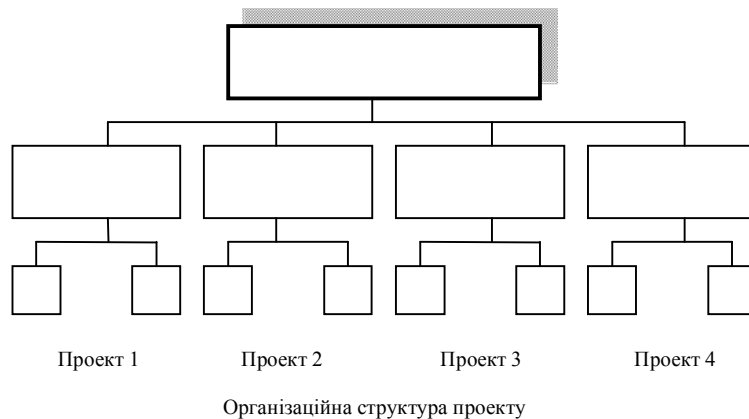 Проект 1 Проект 2 Проект 3 Проект 4
Організаційна структура проекту